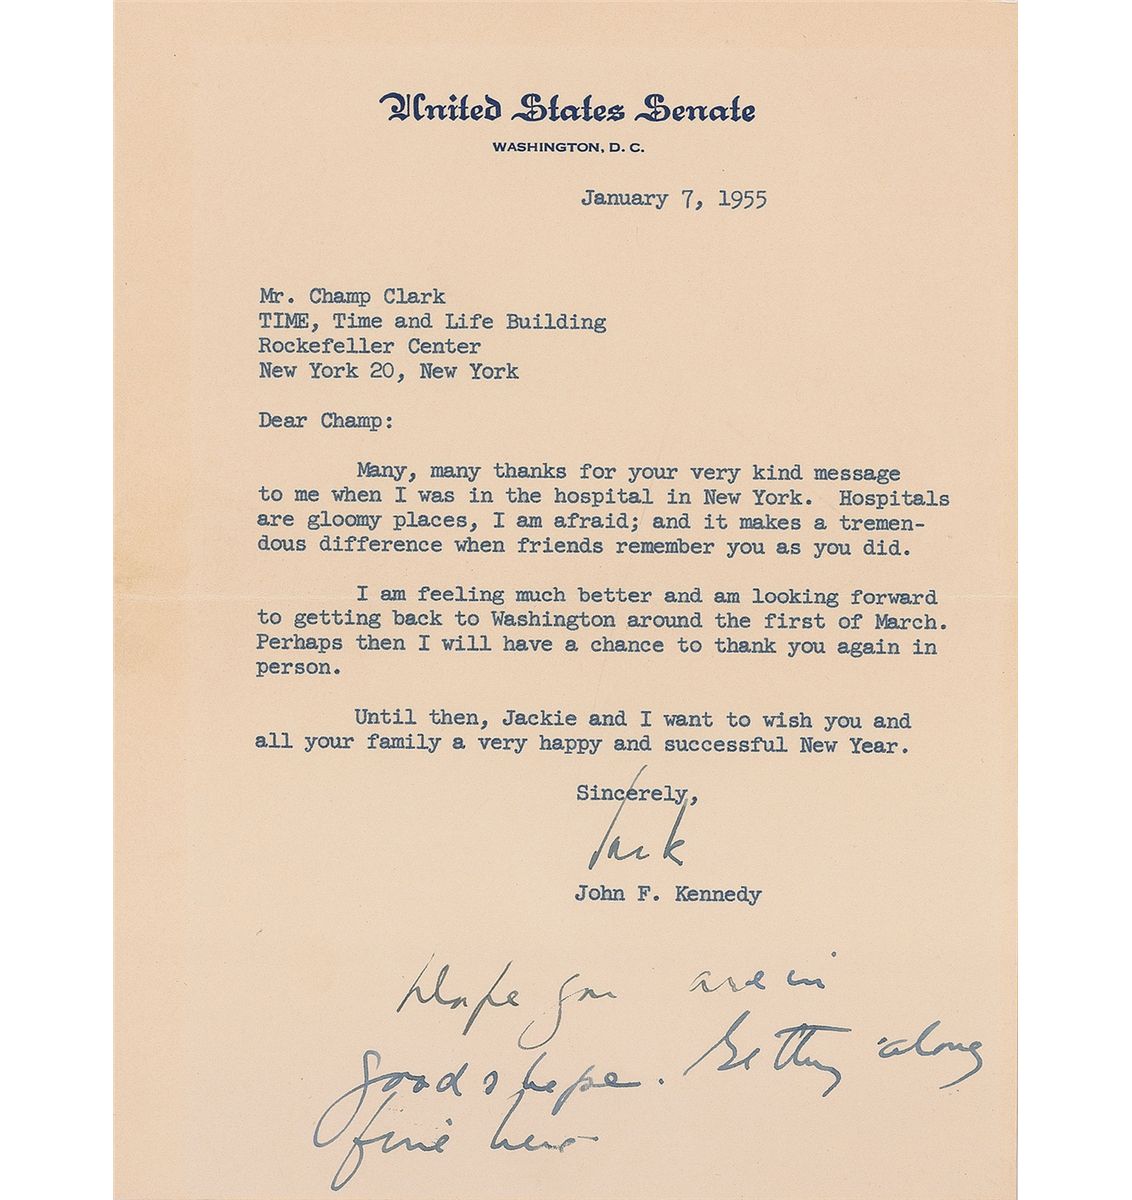 United States Senate
WASHINGTON, D. C.
January 7, 1955
Mr. Champ Clark
TIME, Time and Life Building
Rockefeller Center
New York 20, New York
Dear Champ:
Many, many thanks for your very kind message
to me when I was in the hospital in New York. Hospitals
are gloomy places, I am afraid; and it makes a tremen-
dous difference when friends remember you as you did.
I am feeling much better and am looking forward
to getting back to Washington around the first of March.
Perhaps then I will have a chance to thank you again in
person.
Until then, Jackie and I want to wish you and
all your family a very happy and successful New Year.
Sincerely,
Jack
John F. Kennedy
Hope you are in
good shape. Getting along
fine here